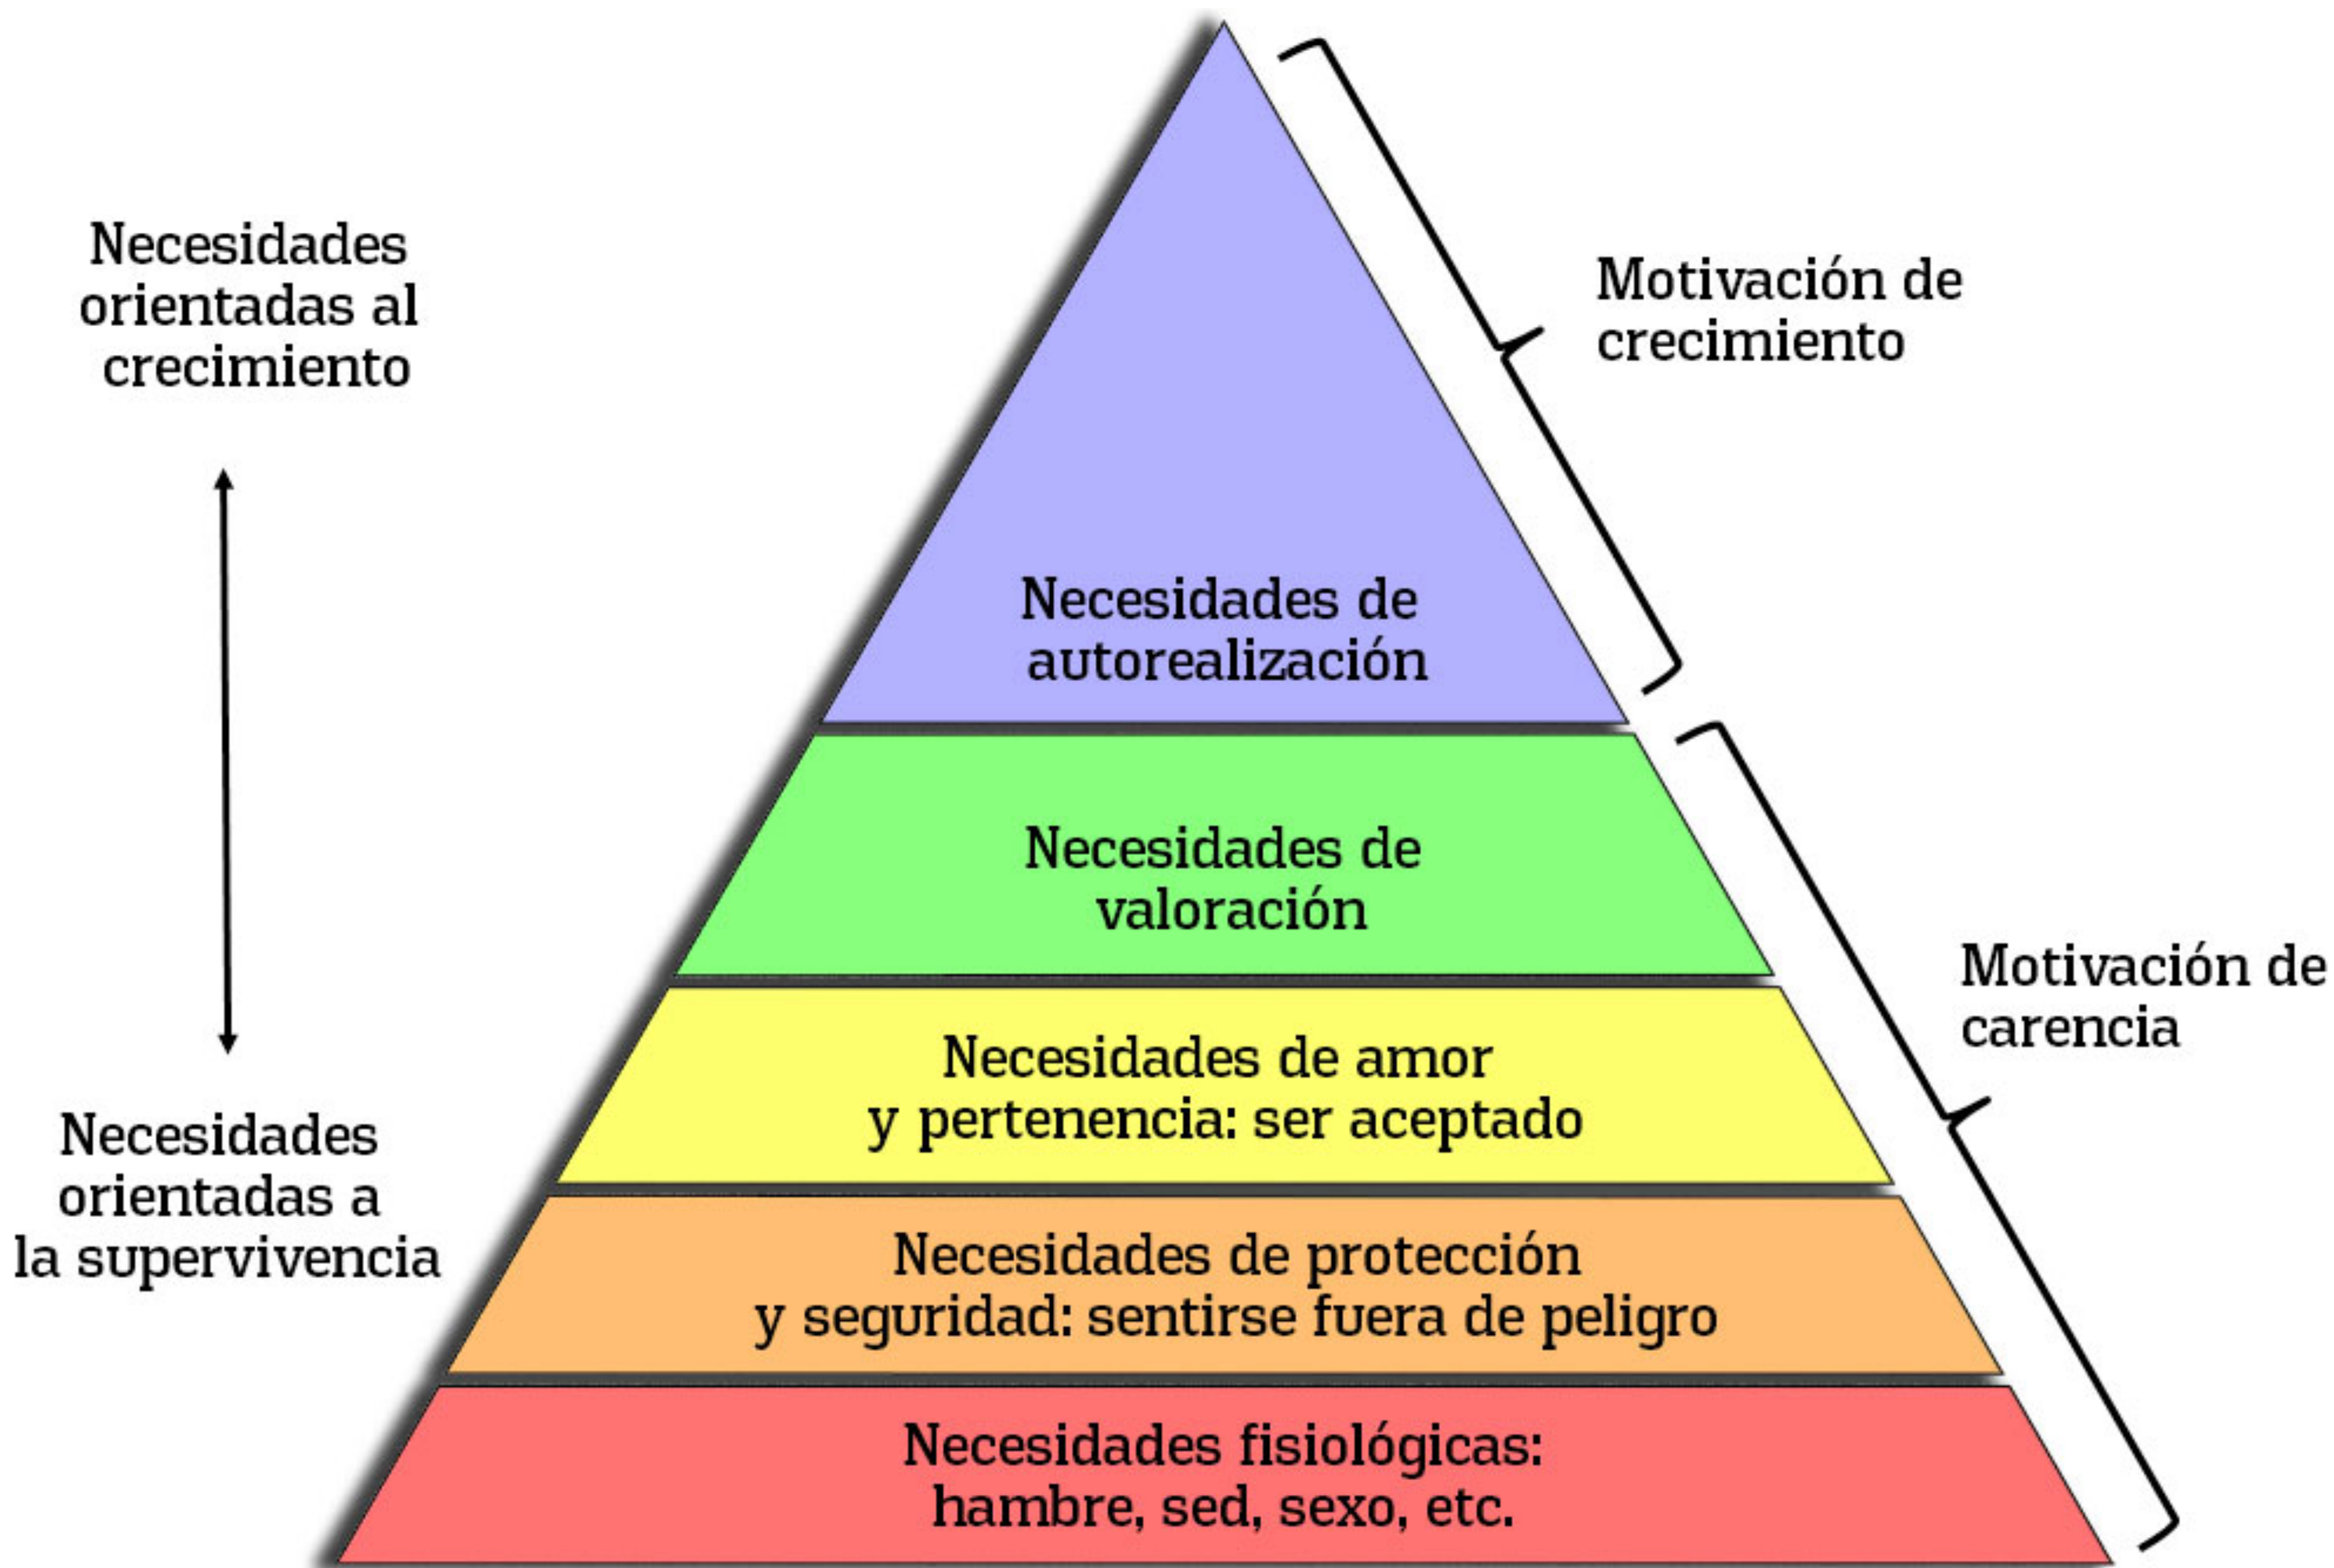 Necesidades
orientadas al
crecimiento
Motivación de
crecimiento
Necesidades de
autorealización
Necesidades de
valoración
Motivación de
carencia
Necesidades de amor
y pertenencia: ser aceptado
Necesidades
orientadas a
la supervivencia
Necesidades de protección
y seguridad: sentirse fuera de peligro
Necesidades fisiológicas:
hambre, sed, sexo, etc.